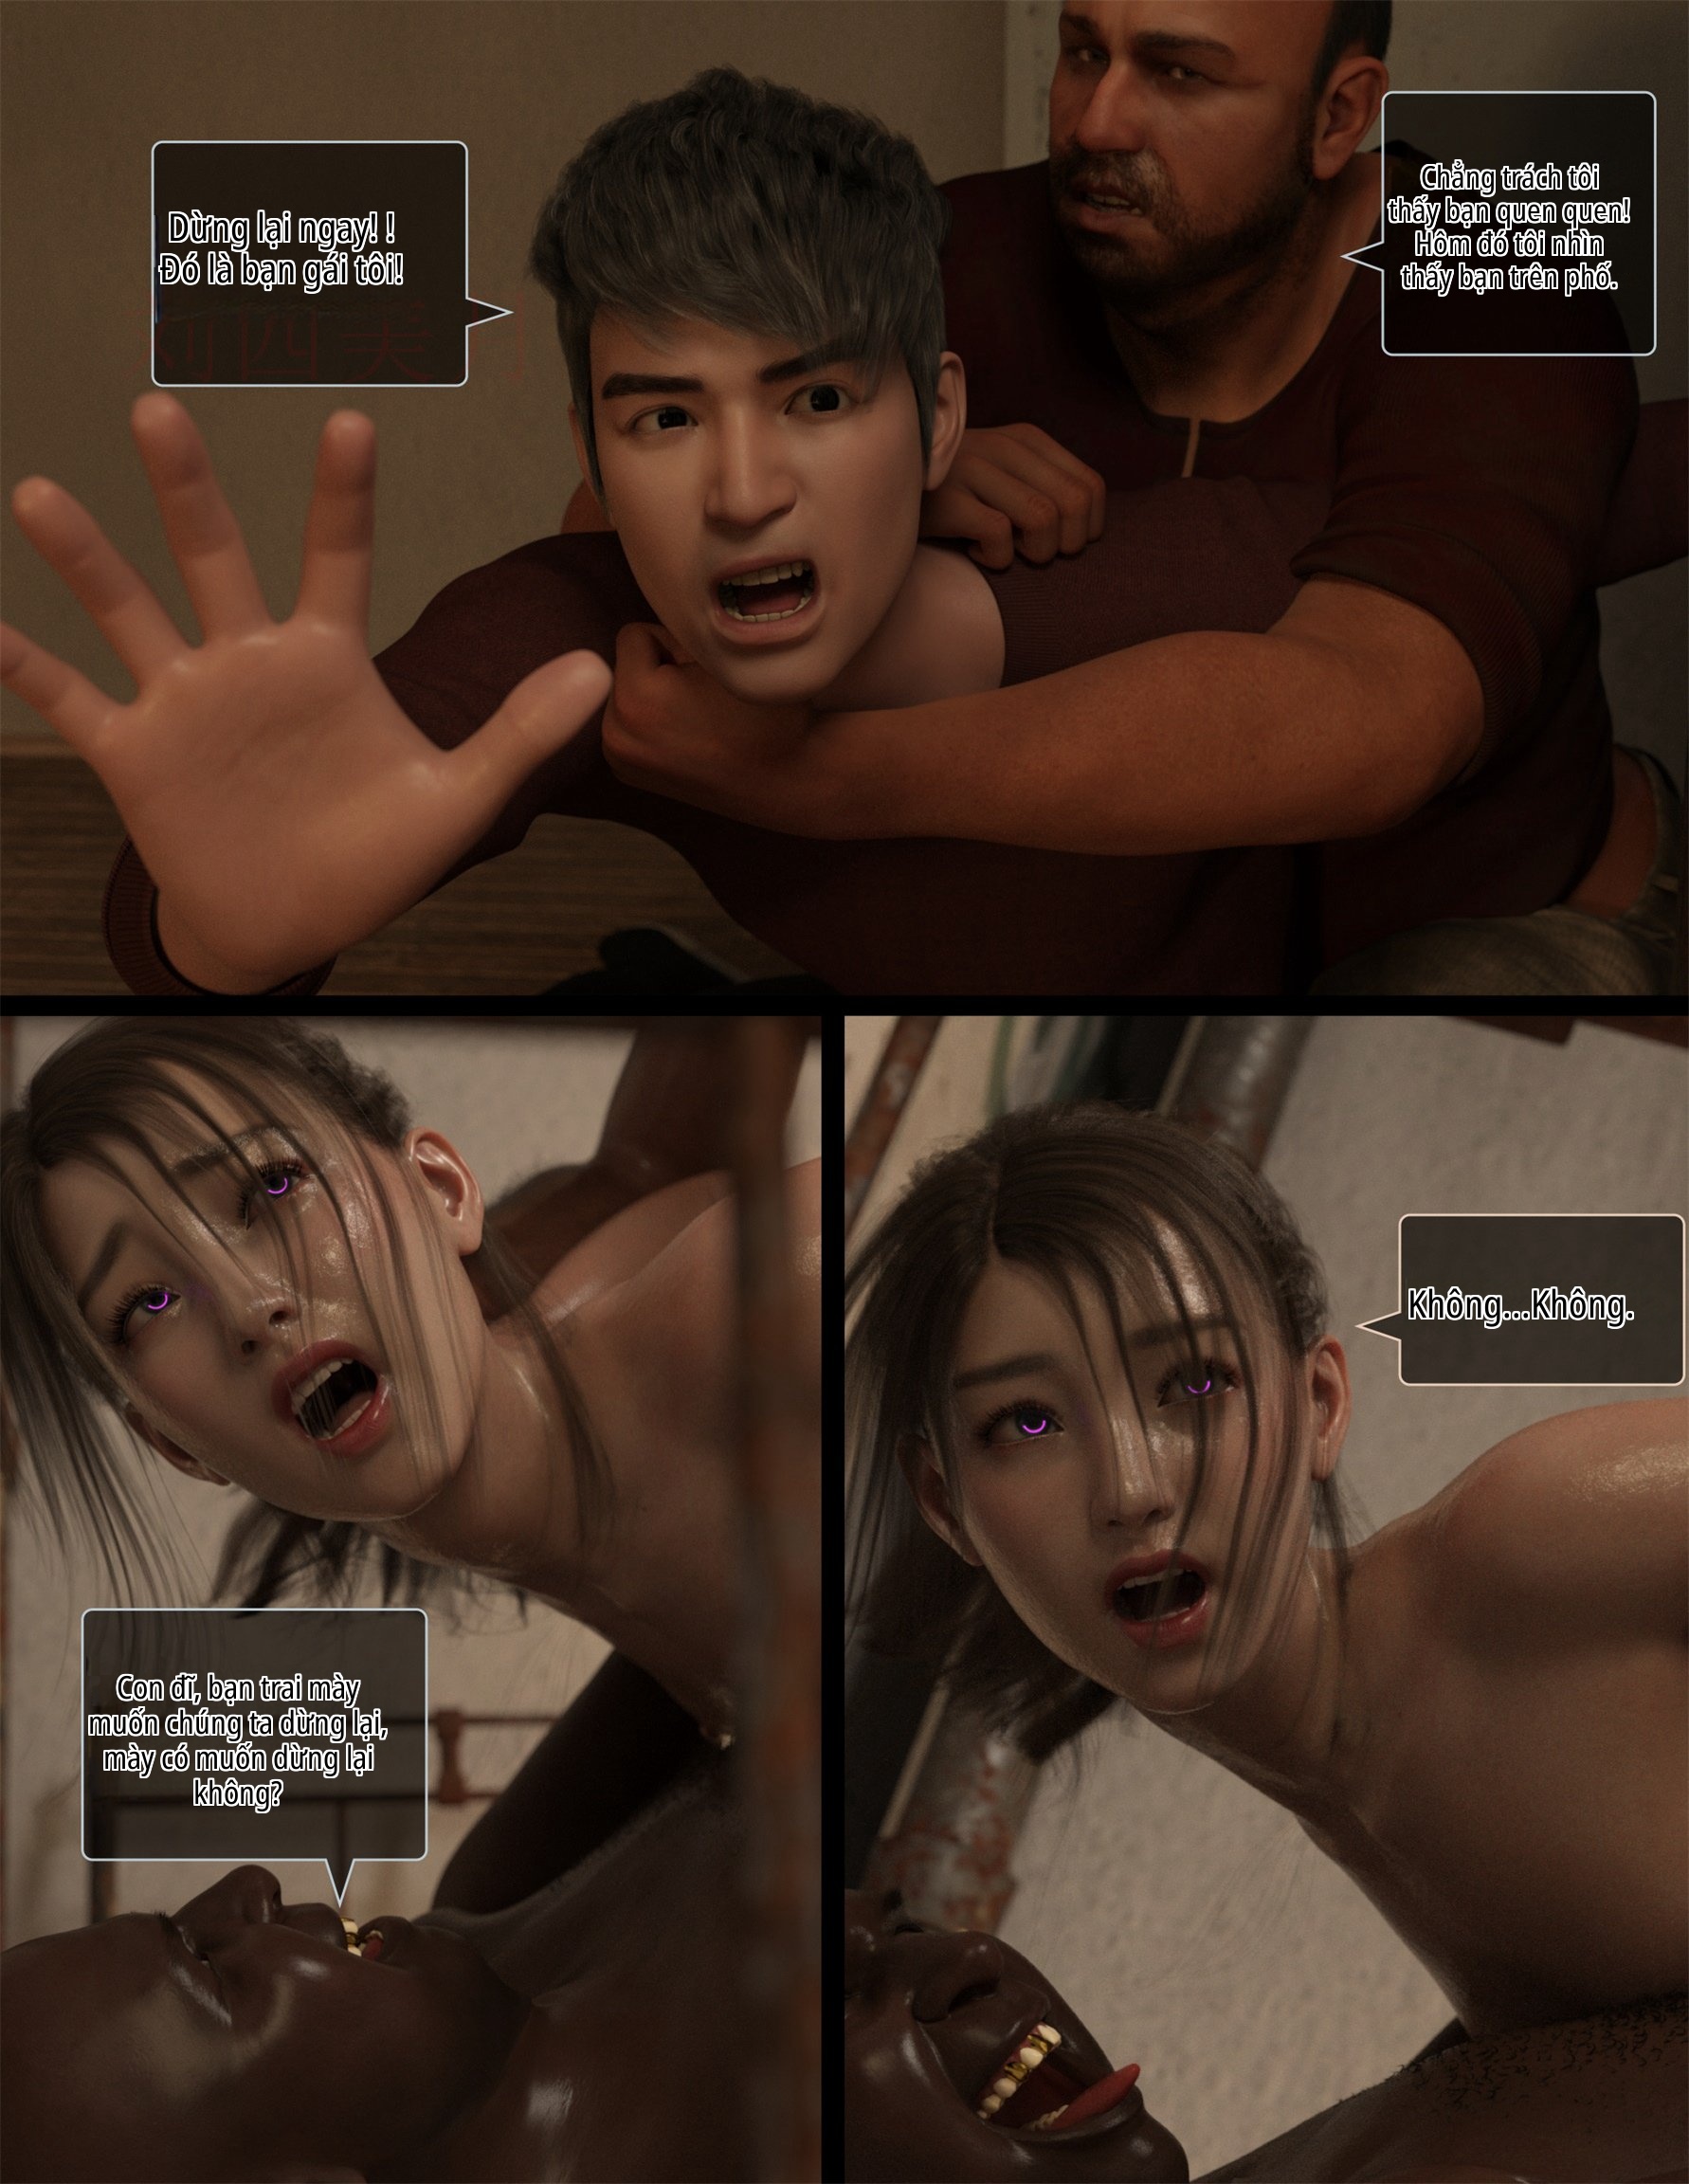 Dừng lại ngay! !
Đó là bạn gái tôi!
Chẳng trách tôi
thấy bạn quen quen!
Hôm đó tôi nhìn
thấy bạn trên phố.
Con đĩ, bạn trai mày
muốn chúng ta dừng lại,
mày có muốn dừng lại
không?
Không...Không.